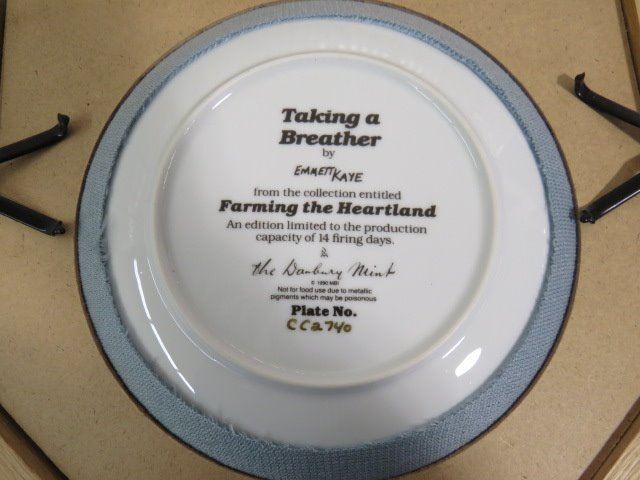 Taking a
Breather
by
EMMETT KAYE
from the collection entitled
Farming the Heartland
An edition limited to the production
capacity of 14 firing days.
&
the Danbury Mint
© 1990 MBI
Not for food use due to metallic
pigments which may be poisonous
Plate No.
CC2740